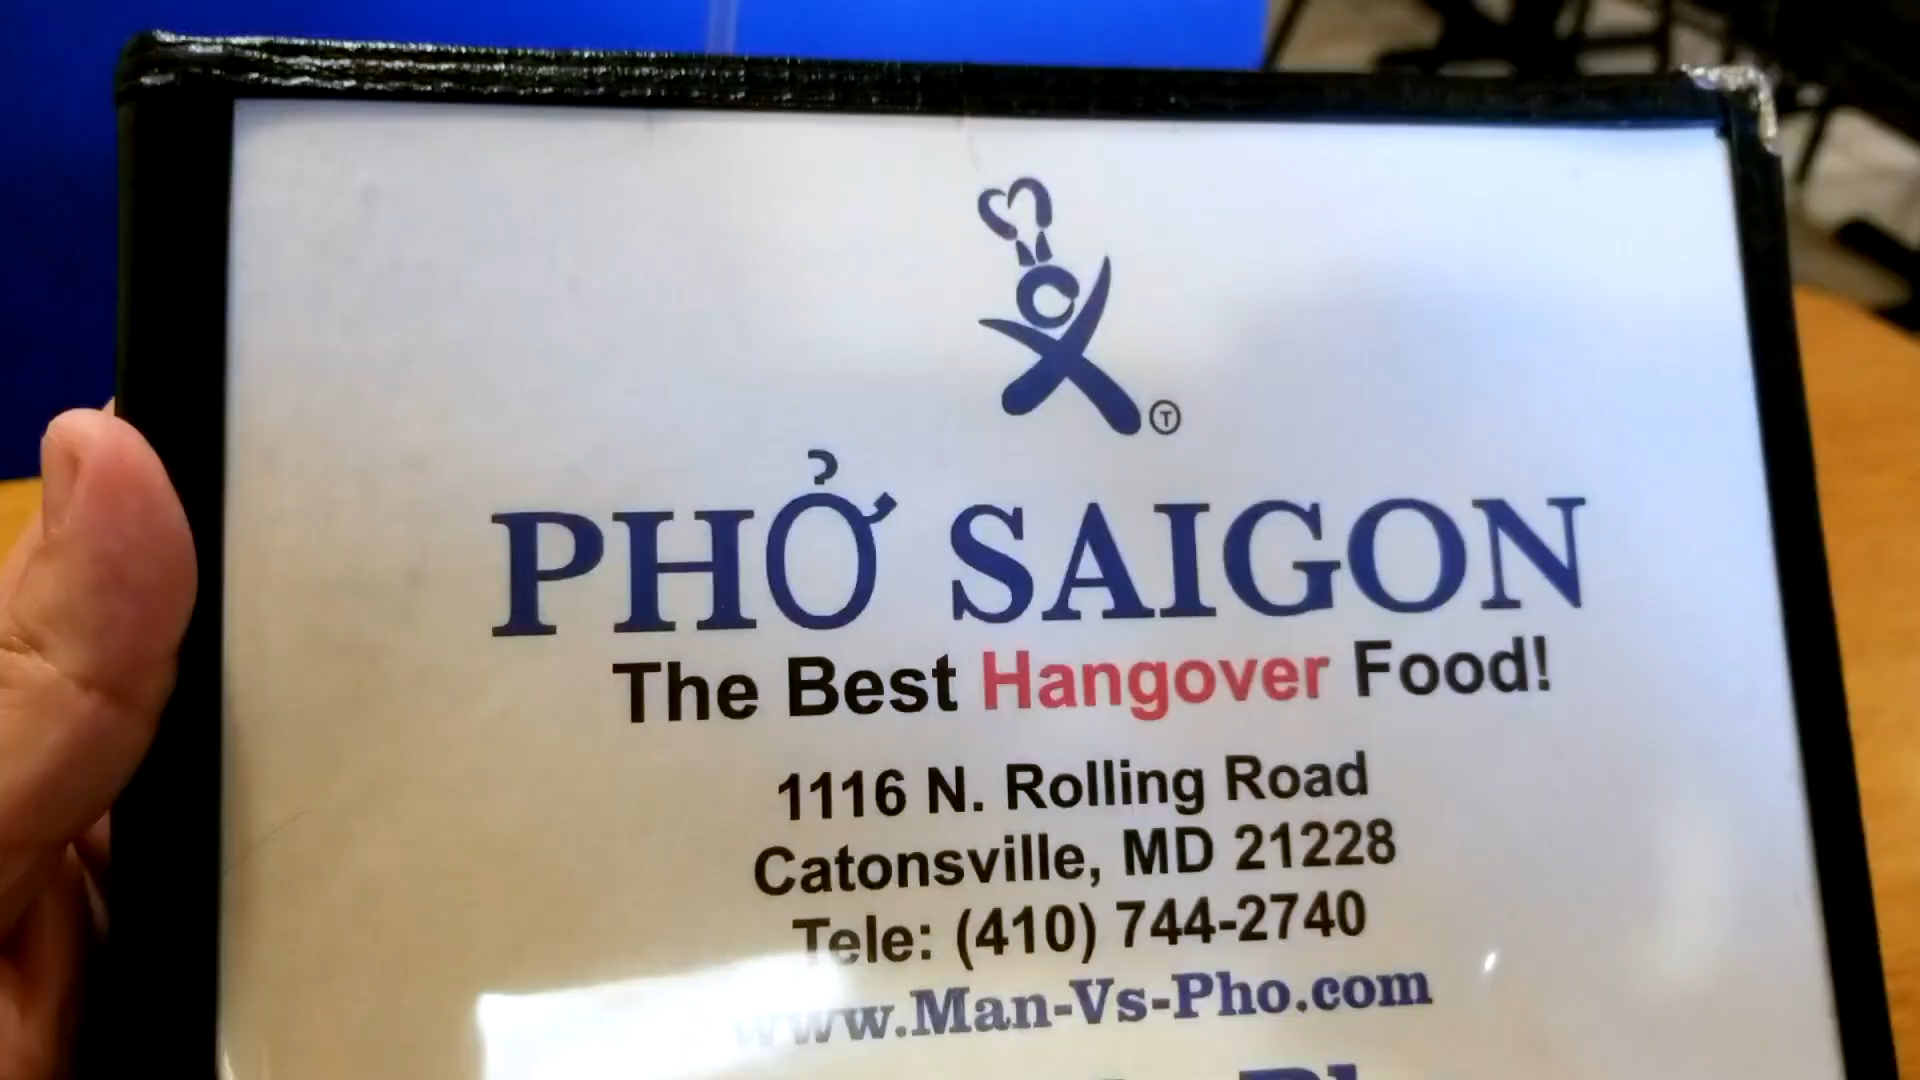 Ⓣ
PHỞ SAIGON
The Best Hangover Food!
1116 N. Rolling Road
Catonsville, MD 21228
Tele: (410) 744-2740
www.Man-Vs-Pho.com